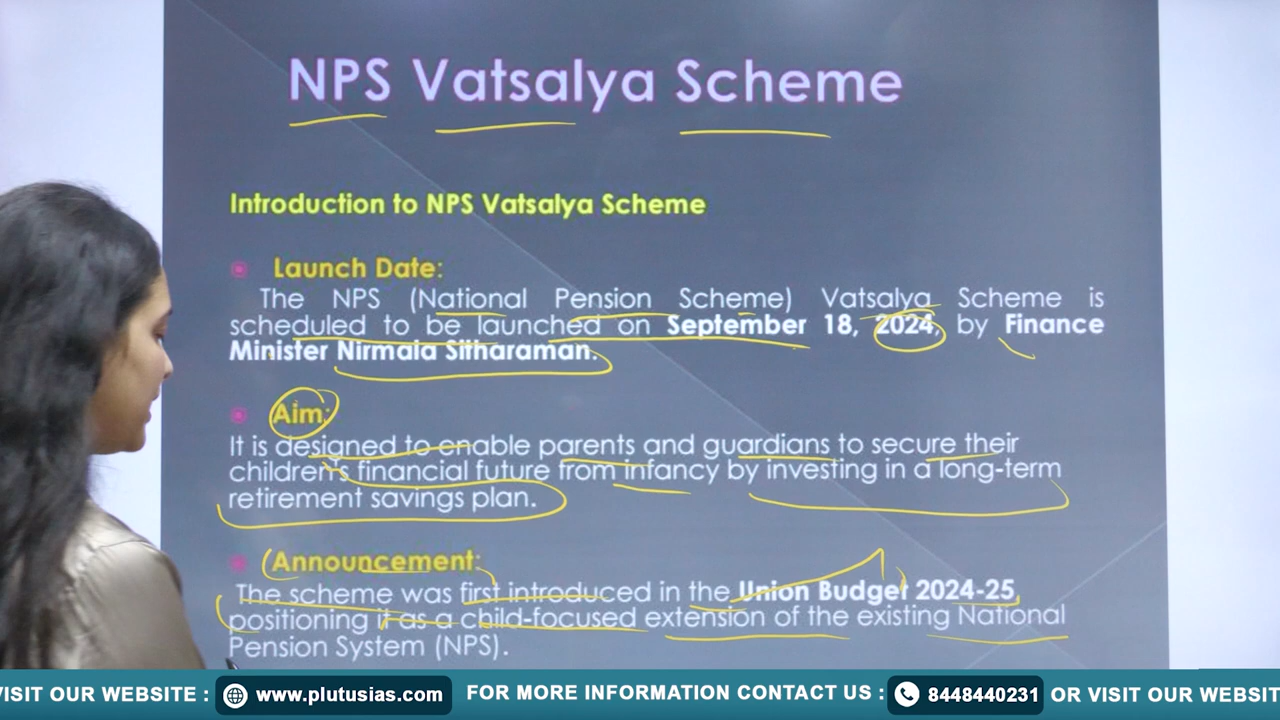 NPS Vatsalya Scheme
Introduction to NPS Vatsalya Scheme
Launch Date:
The NPS (National Pension Scheme) Vatsalya Scheme is
scheduled to be launched on September 18, 2024, by Finance
Minister Nirmala Sitharaman.
Aim:
It is designed to enable parents and guardians to secure their
children's financial future from infancy by investing in a long-term
retirement savings plan.
Announcement:
The scheme was first introduced in the Union Budget 2024-25,
positioning it as a child-focused extension of the existing National
Pension System (NPS).
VISIT OUR WEBSITE : www.plutusias.com FOR MORE INFORMATION CONTACT US : 8448440231 OR VISIT OUR WEBSIT